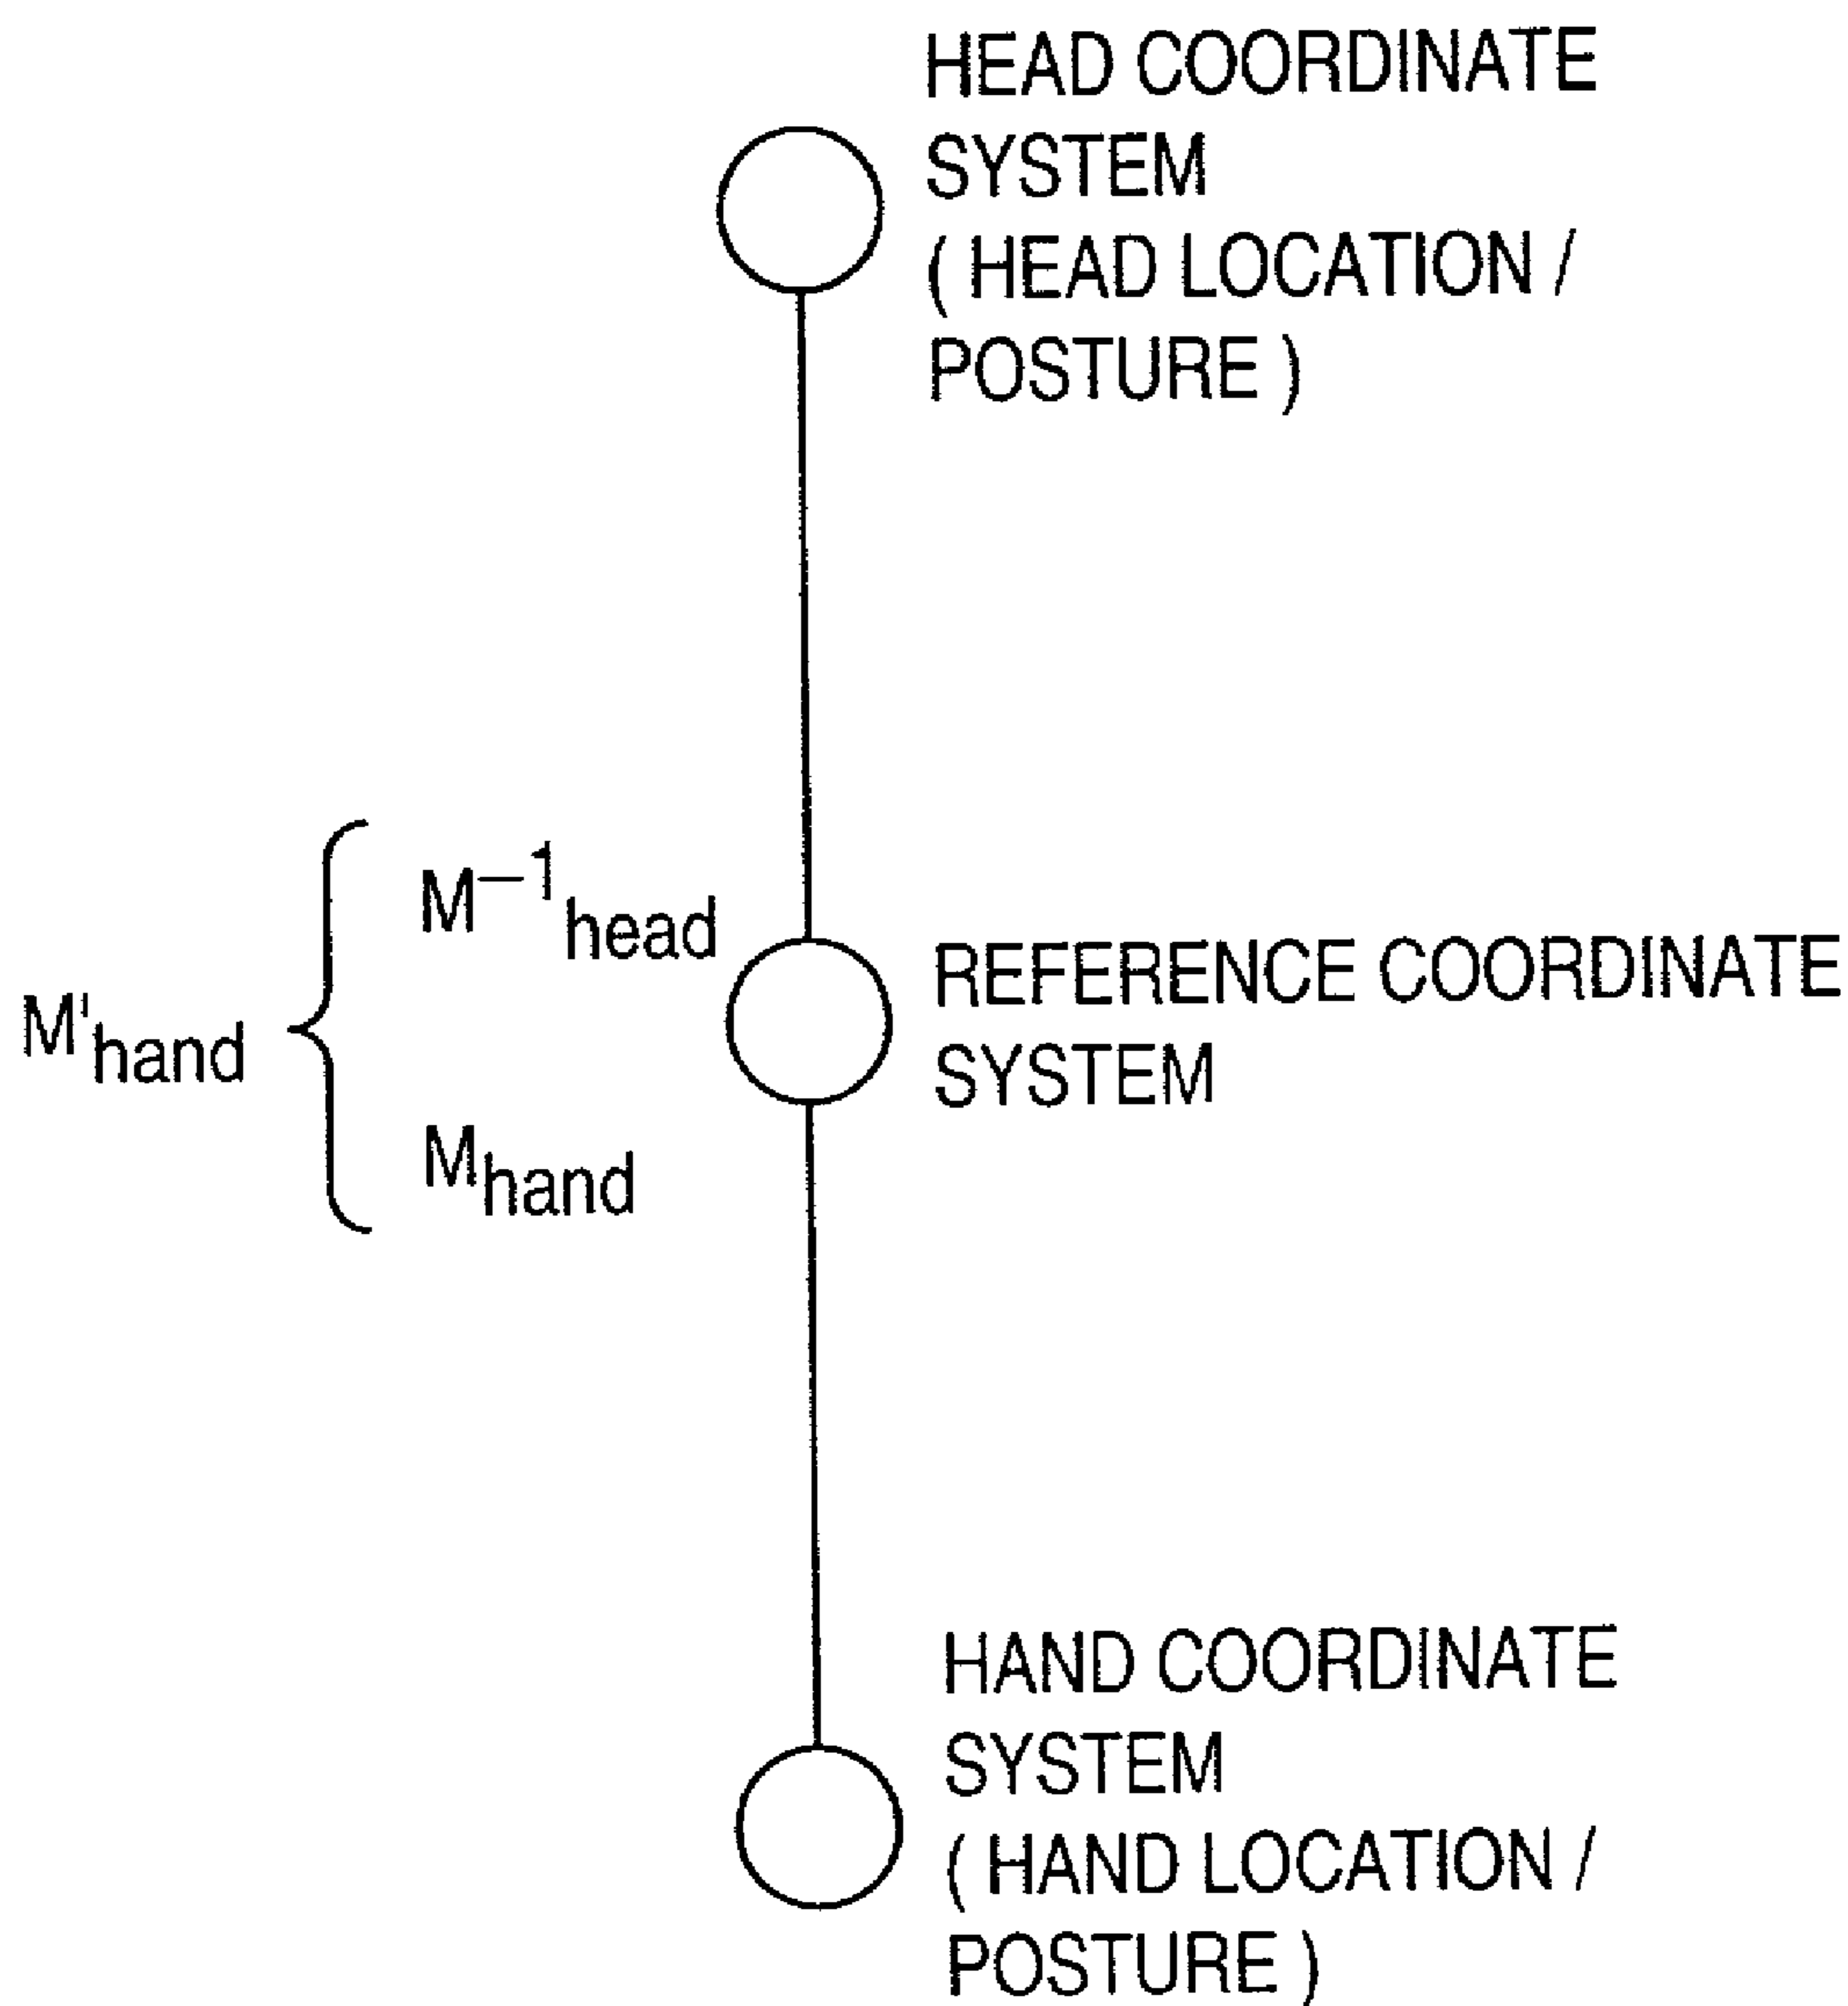 HEAD COORDINATE
SYSTEM
( HEAD LOCATION /
POSTURE )
M⁻¹head
REFERENCE COORDINATE
SYSTEM
M'hand
Mhand
HAND COORDINATE
SYSTEM
( HAND LOCATION /
POSTURE )